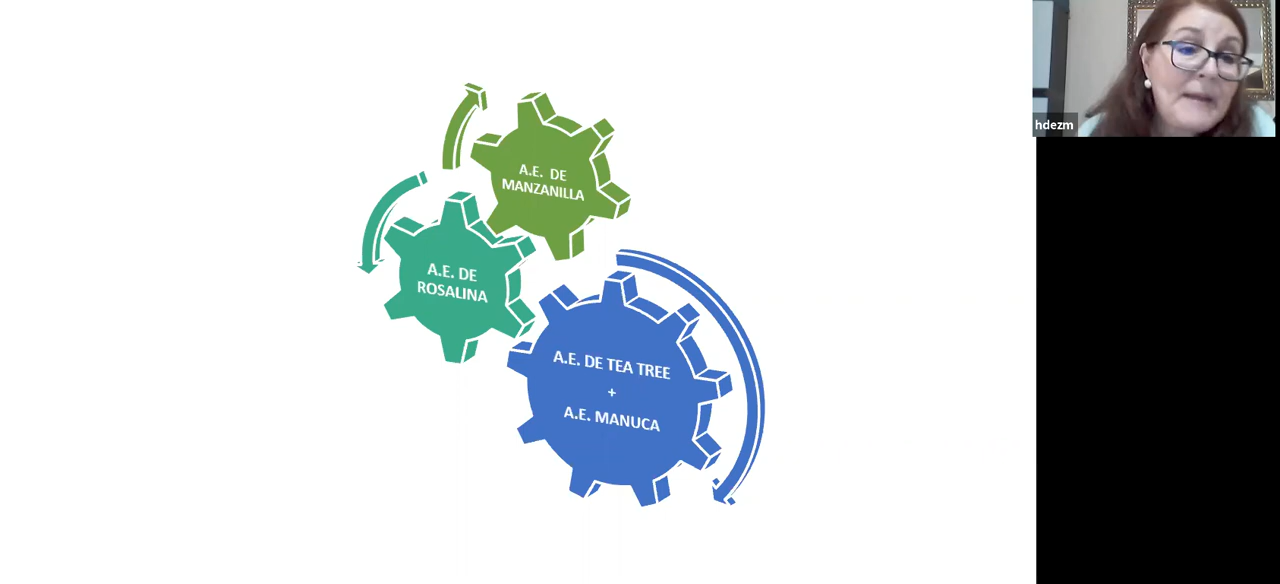 A.E. DE
MANZANILLA
A.E. DE
ROSALINA
A.E. DE TEA TREE
+
A.E. MANUCA
hdezm